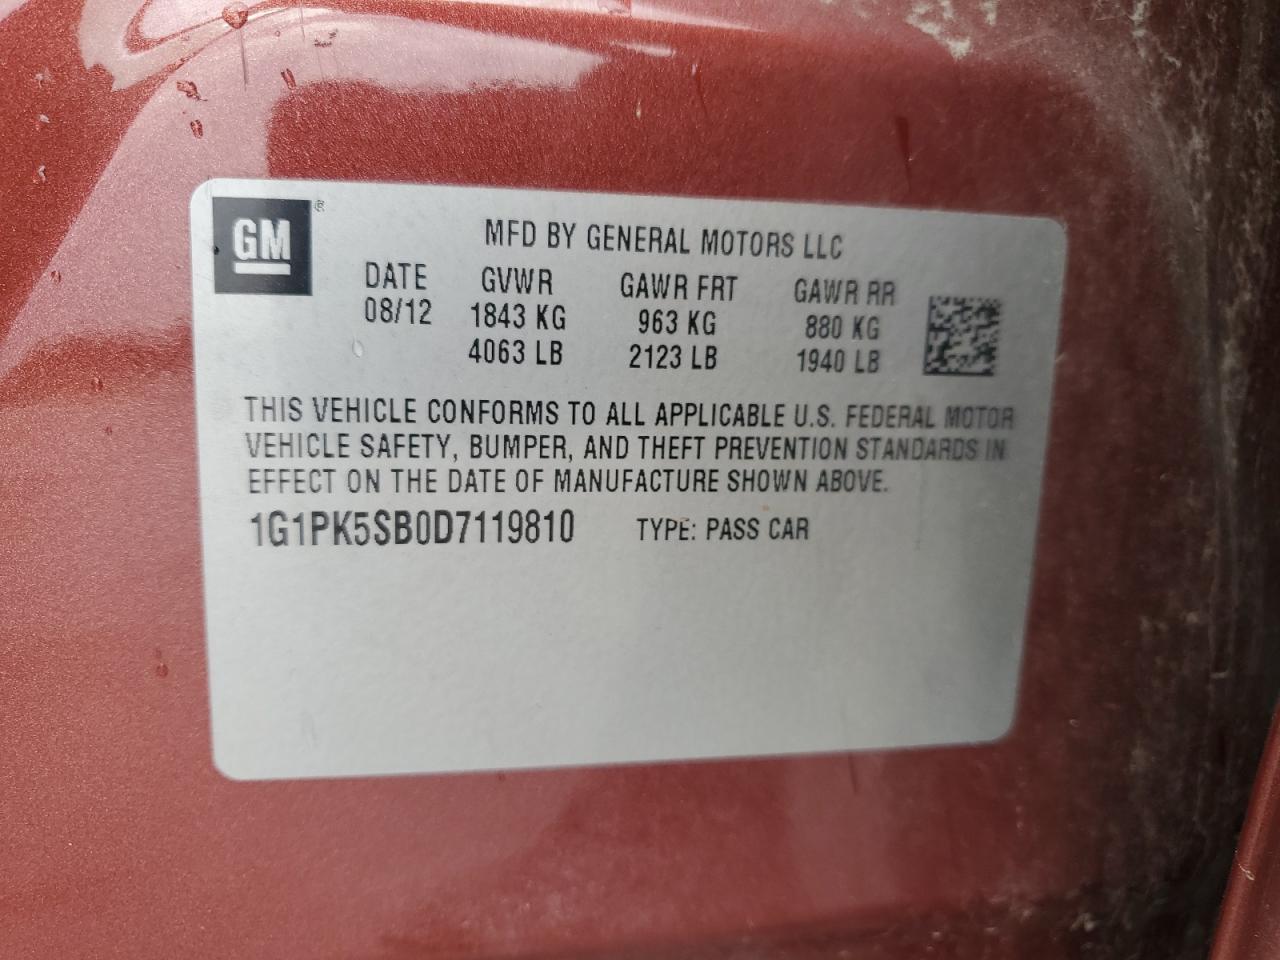 GM ®
MFD BY GENERAL MOTORS LLC
DATE GVWR GAWR FRT GAWR RR
08/12 1843 KG 963 KG 880 KG
4063 LB 2123 LB 1940 LB
THIS VEHICLE CONFORMS TO ALL APPLICABLE U.S. FEDERAL MOTOR
VEHICLE SAFETY, BUMPER, AND THEFT PREVENTION STANDARDS IN
EFFECT ON THE DATE OF MANUFACTURE SHOWN ABOVE.
1G1PK5SB0D7119810 TYPE: PASS CAR